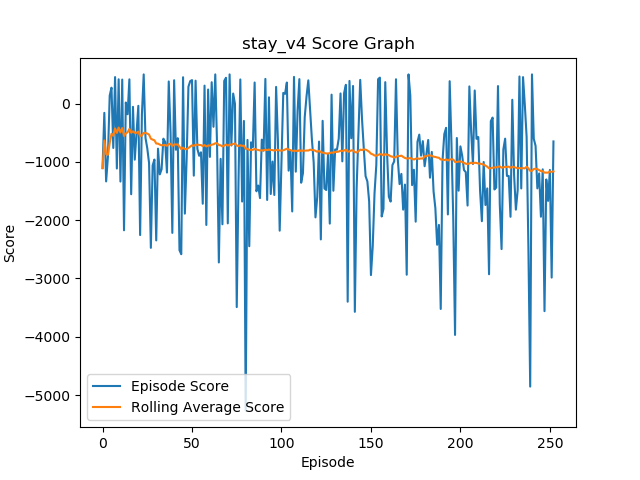 stay_v4 Score Graph
0
−1000
−2000
−3000
−4000
−5000
Score
Episode Score
Rolling Average Score
0 50 100 150 200 250
Episode